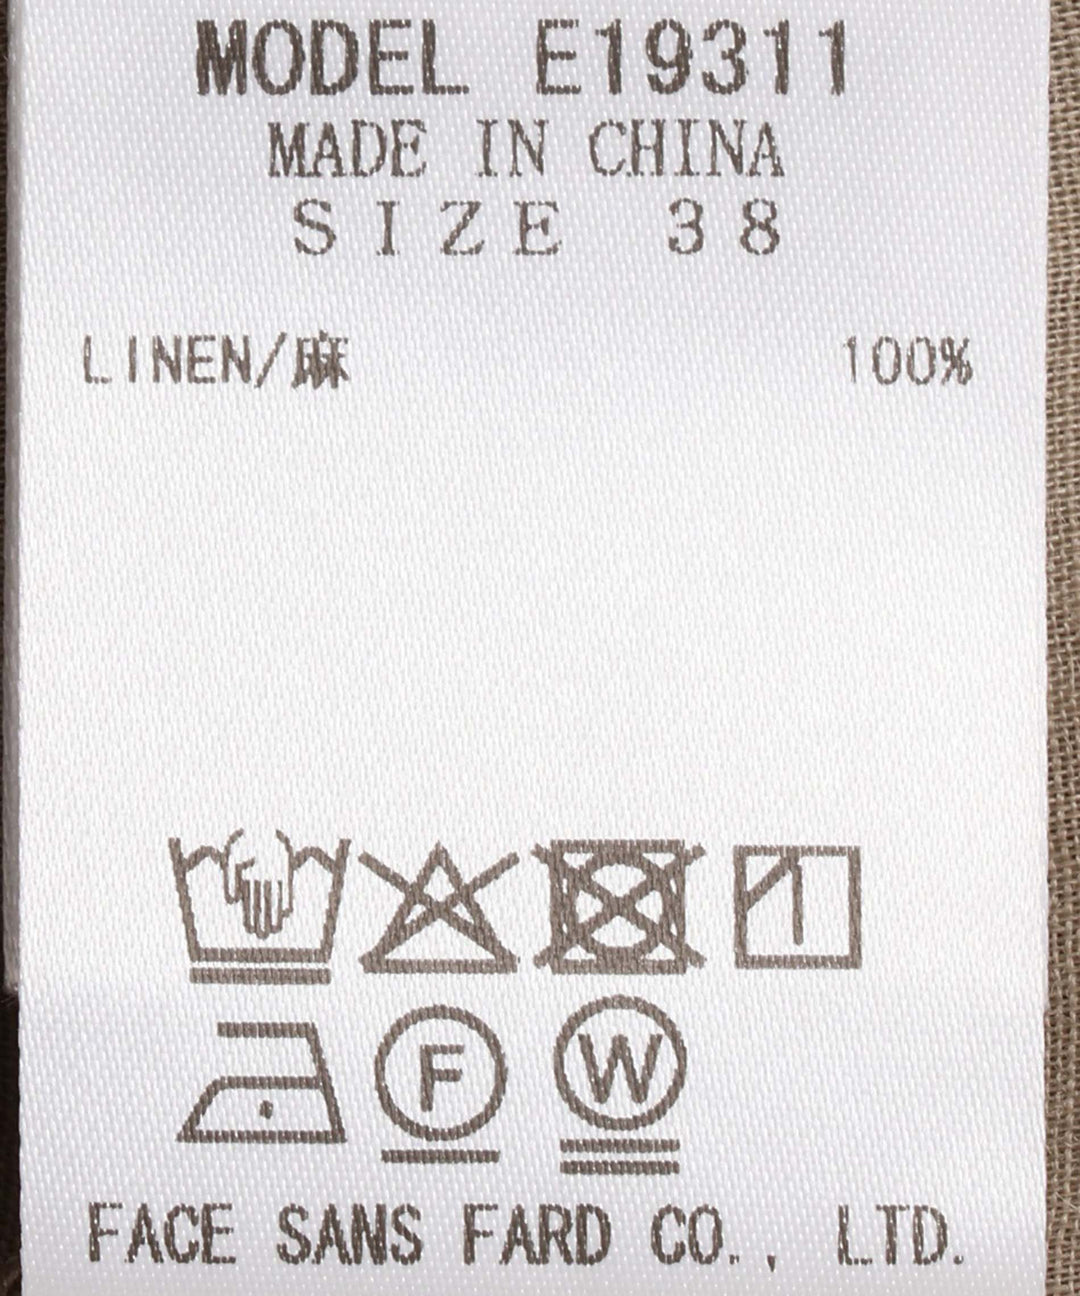 MODEL E19311
MADE IN CHINA
SIZE 38
LINEN/麻 100%
F W
FACE SANS FARD CO., LTD.